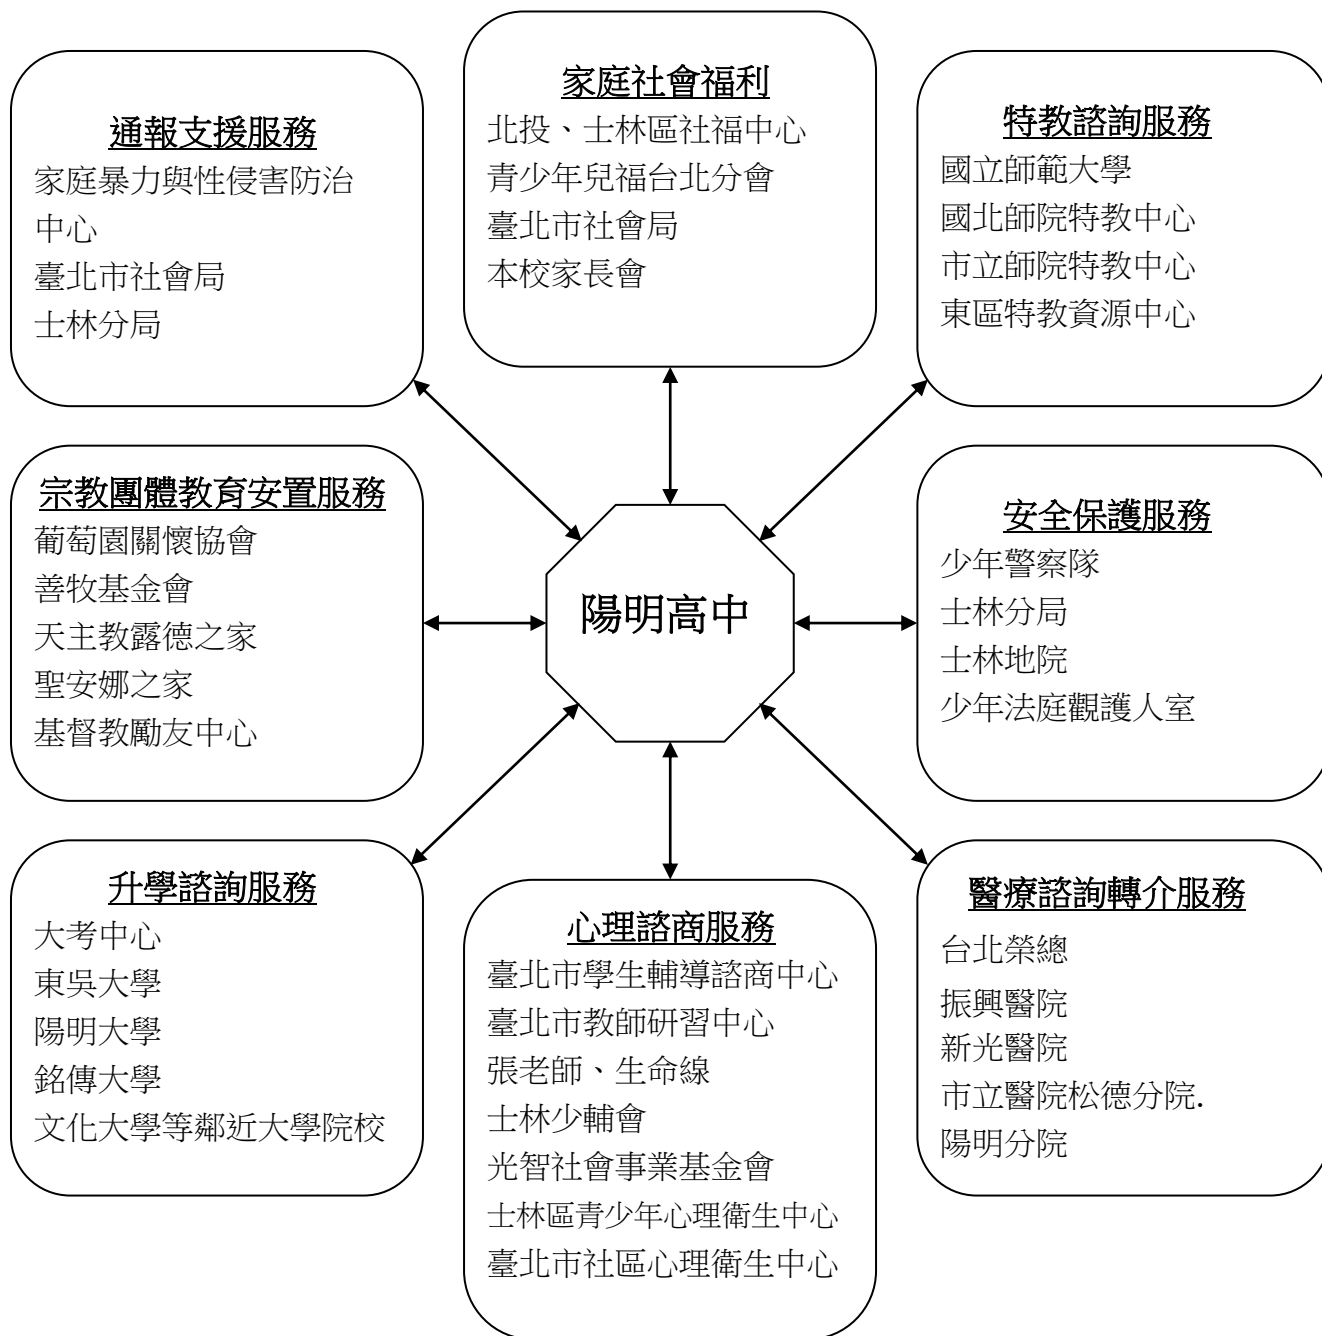 通報支援服務
家庭暴力與性侵害防治
中心
臺北市社會局
士林分局
家庭社會福利
北投、士林區社福中心
青少年兒福台北分會
臺北市社會局
本校家長會
特教諮詢服務
國立師範大學
國北師院特教中心
市立師院特教中心
東區特教資源中心
宗教團體教育安置服務
葡萄園關懷協會
善牧基金會
天主教露德之家
聖安娜之家
基督教勵友中心
陽明高中
安全保護服務
少年警察隊
士林分局
士林地院
少年法庭觀護人室
升學諮詢服務
大考中心
東吳大學
陽明大學
銘傳大學
文化大學等鄰近大學院校
心理諮商服務
臺北市學生輔導諮商中心
臺北市教師研習中心
張老師、生命線
士林少輔會
光智社會事業基金會
士林區青少年心理衛生中心
臺北市社區心理衛生中心
醫療諮詢轉介服務
台北榮總
振興醫院
新光醫院
市立醫院松德分院.
陽明分院